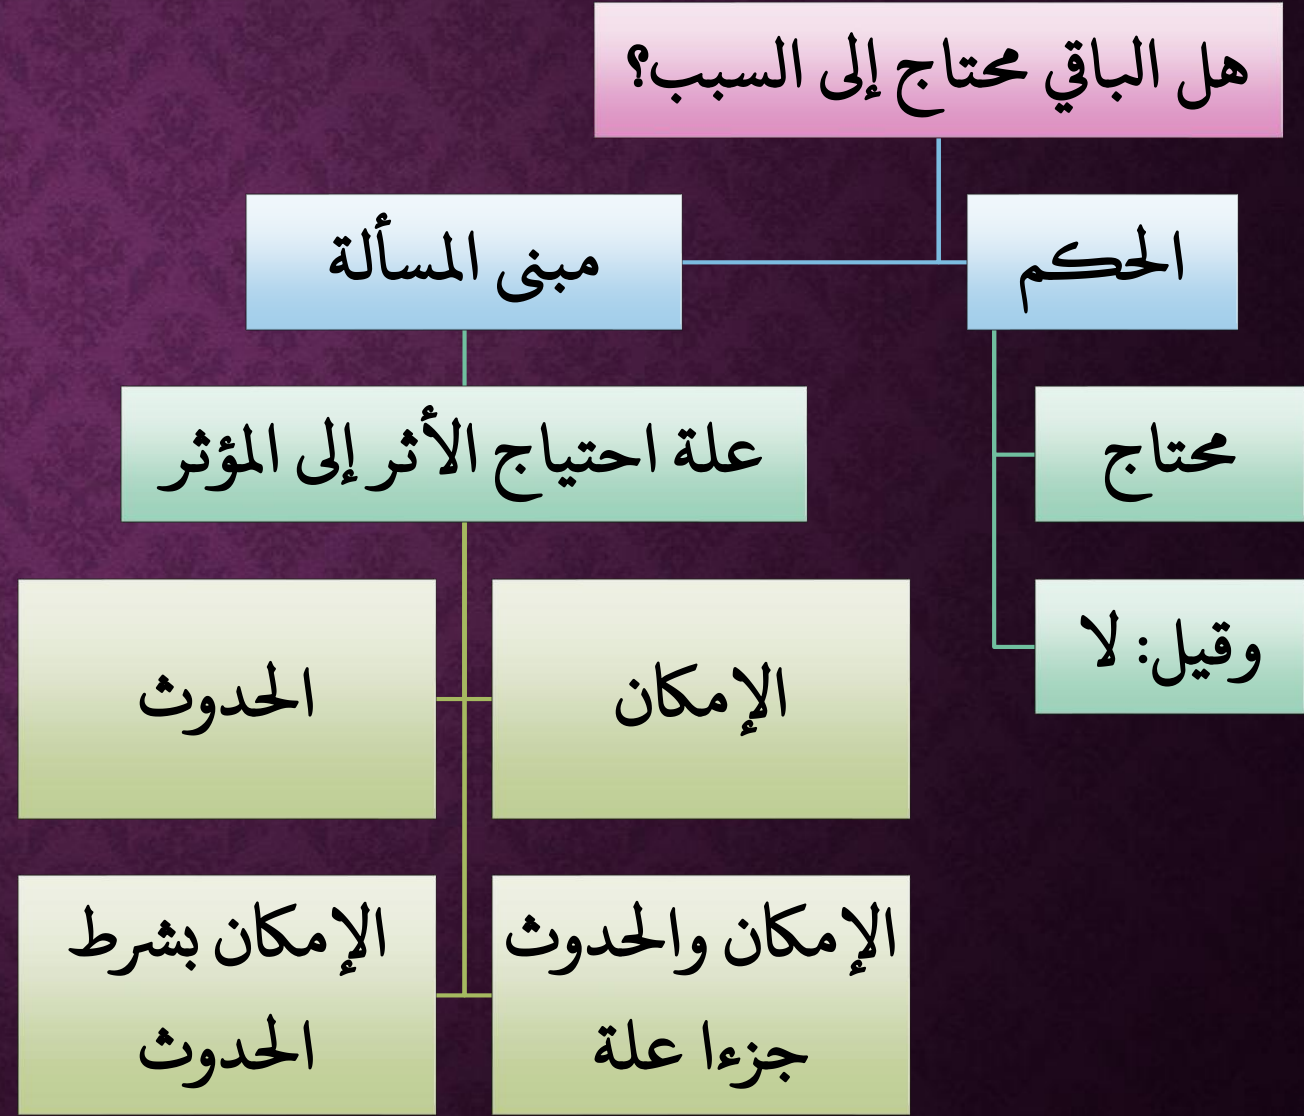 هل الباقي محتاج إلى السبب؟
الحكم
مبنى المسألة
محتاج
علة احتياج الأثر إلى المؤثر
وقيل: لا
الإمكان
الحدوث
الإمكان والحدوث
جزءا علة
الإمكان بشرط
الحدوث